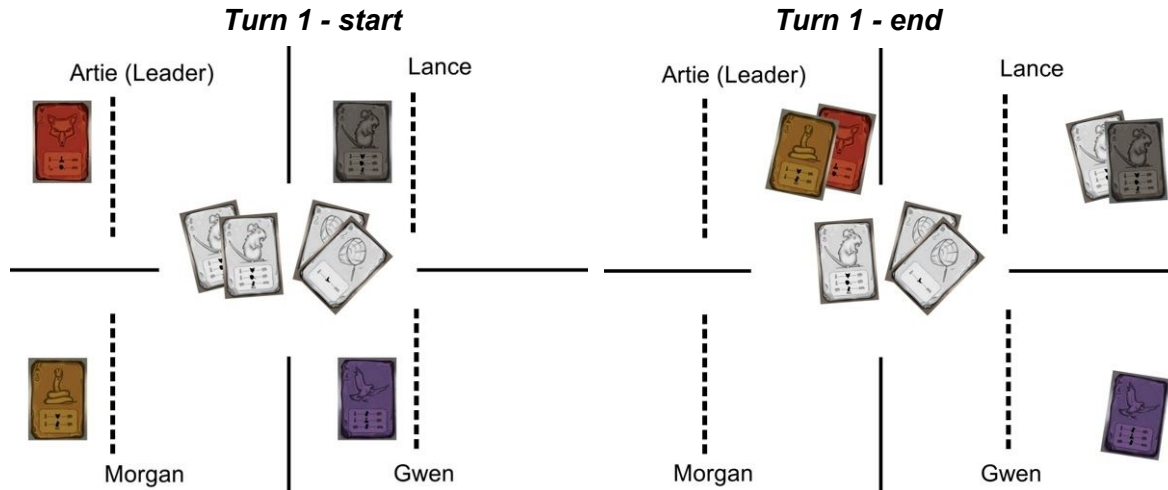 Turn 1 - start
Turn 1 - end
Artie (Leader)
Lance
Morgan
Gwen
Artie (Leader)
Lance
Morgan
Gwen